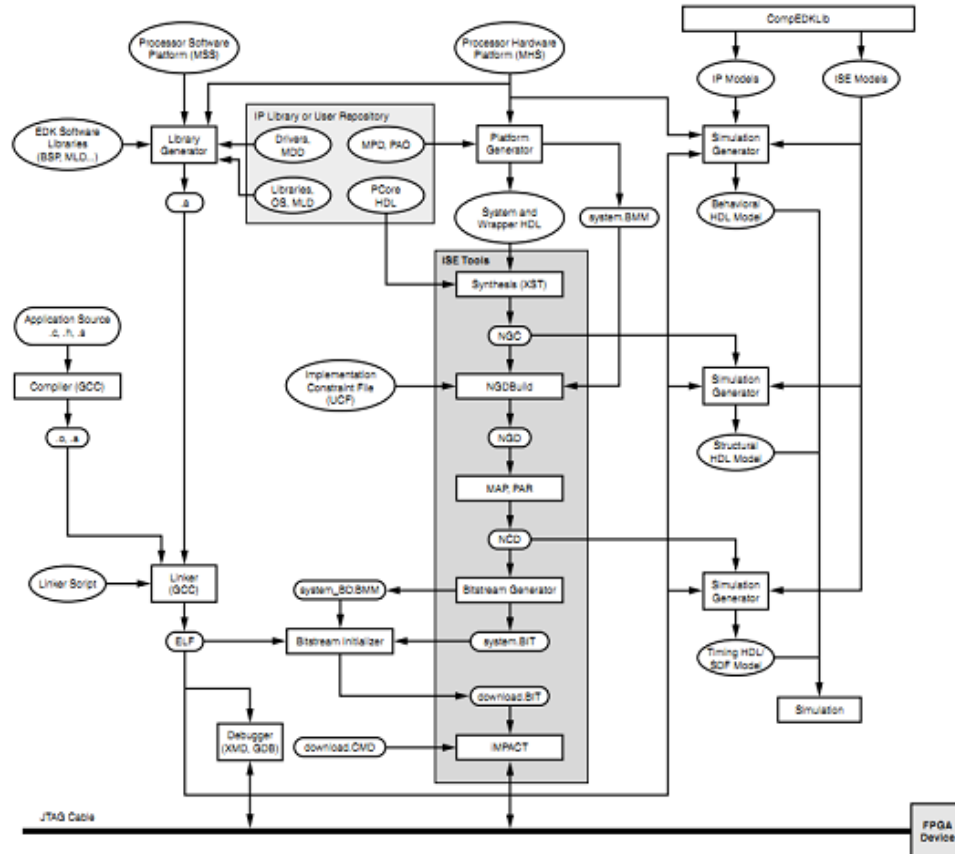 CompEDKLib
Processor Software
Platform (MSS)
Processor Hardware
Platform (MHS)
IP Models
ISE Models
IP Library or User Repository
EDK Software
Libraries
(BSP, MLD...)
Library
Generator
Drivers,
MDD
MPD, PAO
Platform
Generator
Simulation
Generator
.a
Libraries,
OS, MLD
PCore
HDL
System and
Wrapper HDL
system.BMM
Behavioral
HDL Model
ISE Tools
Synthesis (XST)
Application Source
.c, .h, .a
NGC
Compiler (GCC)
Implementation
Constraint File
(UCF)
NGDBuild
Simulation
Generator
.o, .a
NGD
Structural
HDL Model
MAP, PAR
NCD
Linker Script
Linker
(GCC)
system_BD.BMM
Bitstream Generator
Simulation
Generator
ELF
Bitstream Initializer
system.BIT
Timing HDL/
SDF Model
download.BIT
Simulation
Debugger
(XMD, GDB)
download.CMD
iMPACT
JTAG Cable
FPGA
Device